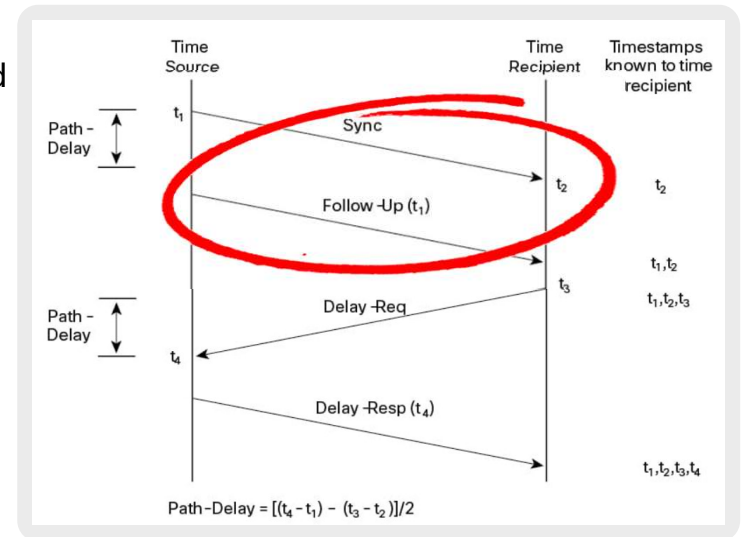 d
Time
Source
Time
Recipient
Timestamps
known to time
recipient
t₁
Path-
Delay
Sync
t₂
t₂
Follow-Up (t₁)
t₁,t₂
t₃
t₁,t₂,t₃
Delay-Req
Path-
Delay
t₄
Delay-Resp (t₄)
t₁,t₂,t₃,t₄
Path-Delay = [(t₄-t₁) - (t₃-t₂)]/2